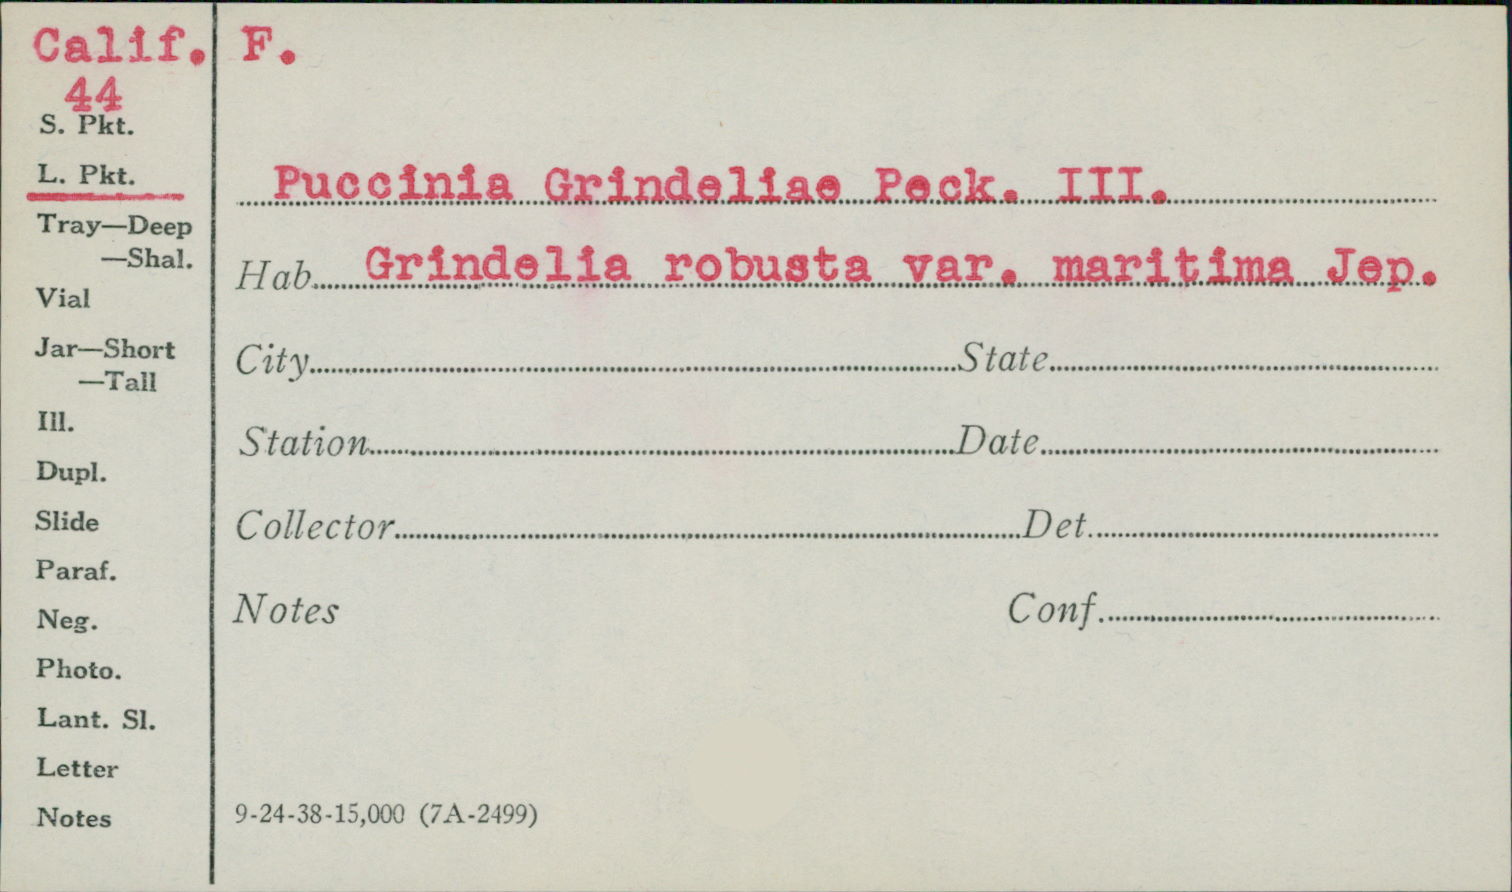 Calif. F.
44
S. Pkt.
L. Pkt.
Puccinia Grindeliae Peck. III.
Tray—Deep
—Shal.
Hab. Grindelia robusta var. maritima Jep.
Vial
Jar—Short
—Tall
City State
Ill.
Station Date
Dupl.
Slide
Collector Det.
Paraf.
Neg.
Notes Conf.
Photo.
Lant. Sl.
Letter
Notes
9-24-38-15,000 (7A-2499)